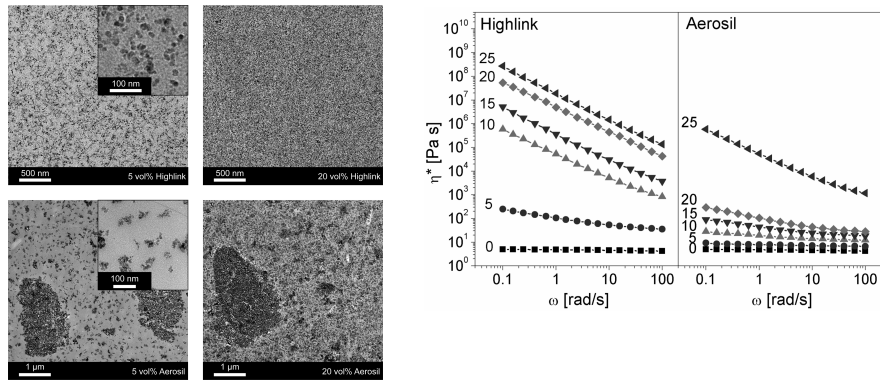 100 nm
500 nm
5 vol% Highlink
500 nm
20 vol% Highlink
100 nm
1 µm
5 vol% Aerosil
1 µm
20 vol% Aerosil
η* [Pa s]
10¹⁰
10⁹
10⁸
10⁷
10⁶
10⁵
10⁴
10³
10²
10¹
10⁰
Highlink
25
20
15
10
5
0
0.1
1
10
100
ω [rad/s]
Aerosil
25
20
15
10
5
0
0.1
1
10
100
ω [rad/s]